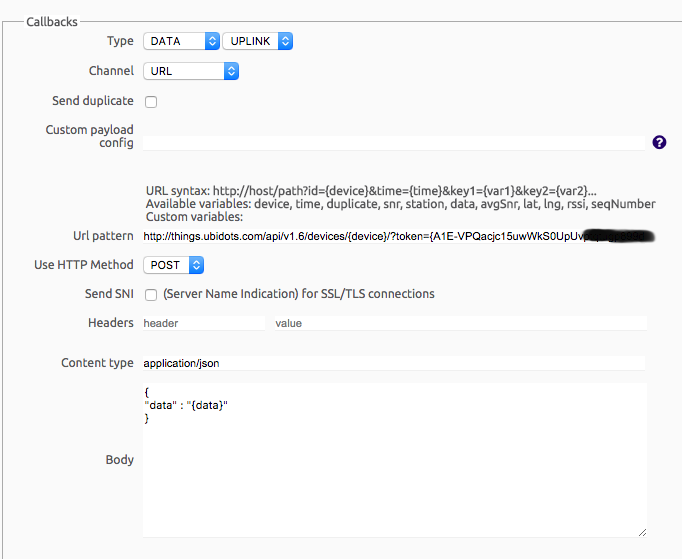 Callbacks
Type DATA UPLINK
Channel URL
Send duplicate
Custom payload
config
?
URL syntax: http://host/path?id={device}&time={time}&key1={var1}&key2={var2}...
Available variables: device, time, duplicate, snr, station, data, avgSnr, lat, lng, rssi, seqNumber
Custom variables:
Url pattern http://things.ubidots.com/api/v1.6/devices/{device}/?token={A1E-VPQacjc15uwWkS0UpUv
Use HTTP Method POST
Send SNI (Server Name Indication) for SSL/TLS connections
Headers header value
Content type application/json
{
"data" : "{data}"
}
Body